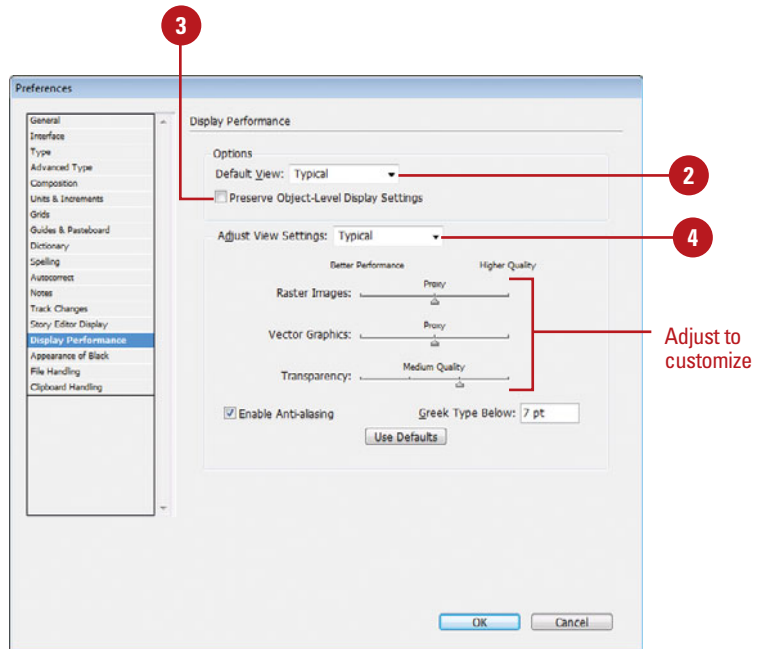 3
Preferences
General
Interface
Type
Advanced Type
Composition
Units & Increments
Grids
Guides & Pasteboard
Dictionary
Spelling
Autocorrect
Notes
Track Changes
Story Editor Display
Display Performance
Appearance of Black
File Handling
Clipboard Handling
Display Performance
Options
Default View: Typical
2
Preserve Object-Level Display Settings
Adjust View Settings: Typical
4
Better Performance Higher Quality
Raster Images: Proxy
Vector Graphics: Proxy
Transparency: Medium Quality
Adjust to
customize
Enable Anti-aliasing Greek Type Below: 7 pt
Use Defaults
OK Cancel